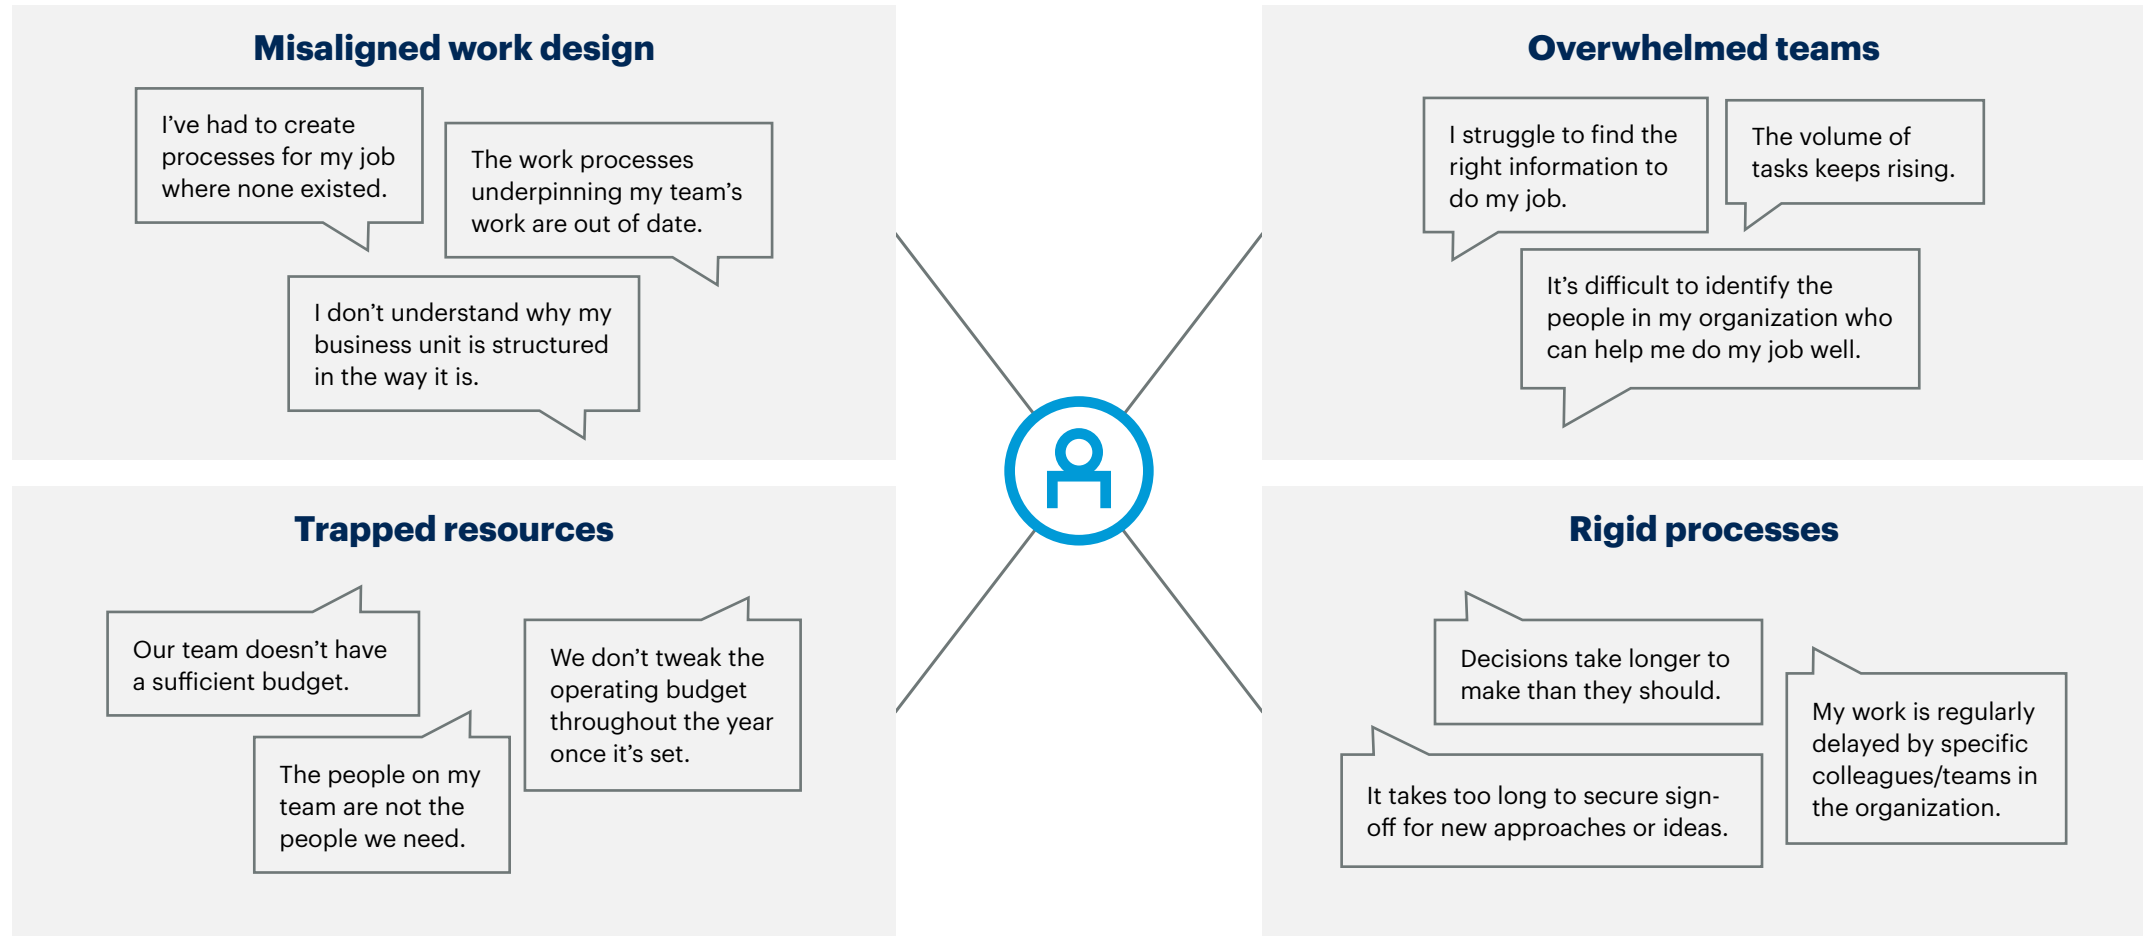 Misaligned work design
I've had to create
processes for my job
where none existed.
The work processes
underpinning my team's
work are out of date.
I don't understand why my
business unit is structured
in the way it is.
Overwhelmed teams
I struggle to find the
right information to
do my job.
The volume of
tasks keeps rising.
It's difficult to identify the
people in my organization who
can help me do my job well.
Trapped resources
Our team doesn't have
a sufficient budget.
We don't tweak the
operating budget
throughout the year
once it's set.
The people on my
team are not the
people we need.
Rigid processes
Decisions take longer to
make than they should.
My work is regularly
delayed by specific
colleagues/teams in
the organization.
It takes too long to secure sign-
off for new approaches or ideas.